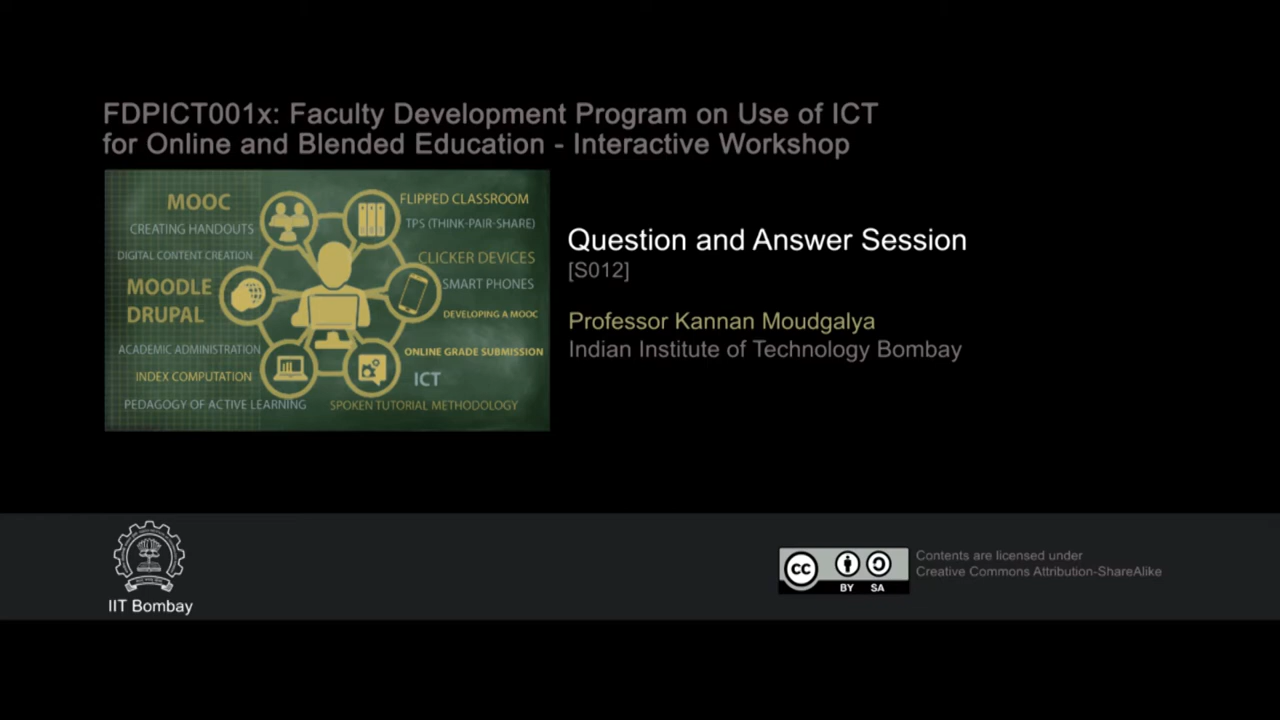 FDPICT001x: Faculty Development Program on Use of ICT
for Online and Blended Education - Interactive Workshop
MOOC
CREATING HANDOUTS
DIGITAL CONTENT CREATION
MOODLE
DRUPAL
ACADEMIC ADMINISTRATION
INDEX COMPUTATION
PEDAGOGY OF ACTIVE LEARNING
FLIPPED CLASSROOM
TPS (THINK-PAIR-SHARE)
CLICKER DEVICES
SMART PHONES
DEVELOPING A MOOC
ONLINE GRADE SUBMISSION
ICT
SPOKEN TUTORIAL METHODOLOGY
Question and Answer Session
[S012]
Professor Kannan Moudgalya
Indian Institute of Technology Bombay
IIT Bombay
cc
BY SA
Contents are licensed under
Creative Commons Attribution-ShareAlike